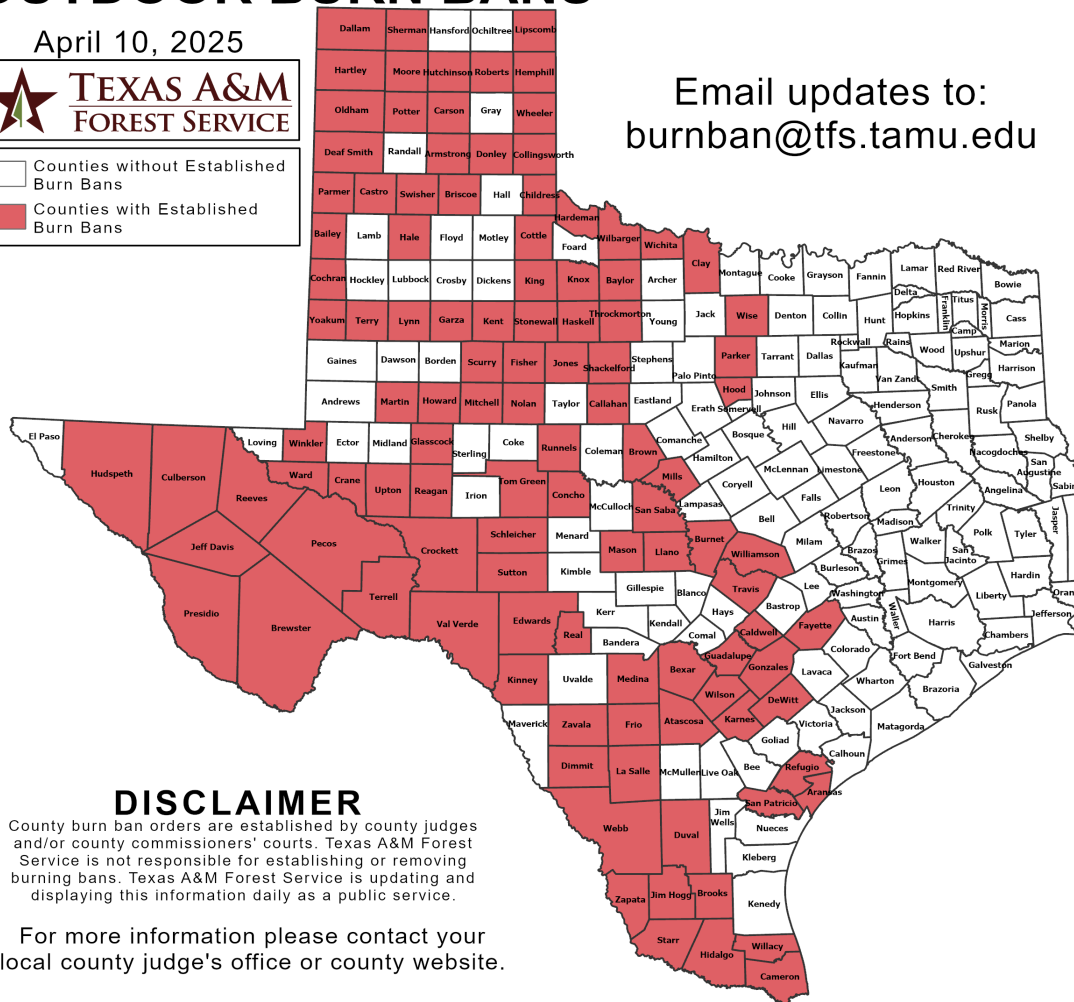 OUTDOOR BURN BANS
April 10, 2025
TEXAS A&M
FOREST SERVICE
Counties without Established
Burn Bans
Counties with Established
Burn Bans
Email updates to:
burnban@tfs.tamu.edu
Dallam Sherman Hansford Ochiltree Lipscomb
Hartley Moore Hutchinson Roberts Hemphill
Oldham Potter Carson Gray Wheeler
Deaf Smith Randall Armstrong Donley Collingsworth
Parmer Castro Swisher Briscoe Hall Childress
Hardeman
Bailey Lamb Hale Floyd Motley Cottle Foard Wilbarger Wichita Clay Montague Cooke Grayson Fannin Lamar Red River Bowie
Cochran Hockley Lubbock Crosby Dickens King Knox Baylor Archer
Delta Franklin Titus Morris Cass
Yoakum Terry Lynn Garza Kent Stonewall Haskell Throckmorton Young Jack Wise Denton Collin Hunt Hopkins Camp
Rockwall Rains Wood Upshur Marion
Gaines Dawson Borden Scurry Fisher Jones Shackelford Stephens Palo Pinto Parker Tarrant Dallas Kaufman Van Zandt Smith Gregg Harrison
Andrews Martin Howard Mitchell Nolan Taylor Callahan Eastland Erath Hood Somervell Johnson Ellis Henderson Rusk Panola
El Paso Loving Winkler Ector Midland Glasscock Sterling Coke Runnels Coleman Brown Comanche Bosque Hill Navarro Anderson Cherokee Nacogdoches Shelby
Hudspeth Culberson Reeves Ward Crane Upton Reagan Irion Tom Green Concho McCulloch San Saba Mills Hamilton Coryell McLennan Limestone Freestone Leon Houston Angelina San
Augustine
Lampasas Bell Falls Robertson Madison Trinity Polk Tyler Jasper
Jeff Davis Pecos Crockett Schleicher Menard Mason Llano Burnet Williamson Milam Brazos Grimes Walker San
Jacinto
Sutton Kimble Burleson Montgomery Liberty Hardin
Presidio Brewster Terrell Val Verde Edwards Real Kerr Gillespie Blanco Travis Lee Washington Waller Harris Jefferson
Kendall Hays Bastrop Fayette Austin Chambers
Bandera Comal Caldwell Colorado Fort Bend Galveston
Kinney Uvalde Medina Bexar Guadalupe Gonzales Lavaca Wharton Brazoria
Wilson DeWitt Jackson Matagorda
Maverick Zavala Frio Atascosa Karnes Victoria
Goliad Calhoun
Dimmit La Salle McMullen Live Oak Bee Refugio
Aransas
San Patricio
Webb Duval Jim
Wells Nueces
Kleberg
Zapata Jim Hogg Brooks Kenedy
Starr Hidalgo Willacy
Cameron
DISCLAIMER
County burn ban orders are established by county judges
and/or county commissioners' courts. Texas A&M Forest
Service is not responsible for establishing or removing
burning bans. Texas A&M Forest Service is updating and
displaying this information daily as a public service.
For more information please contact your
local county judge's office or county website.